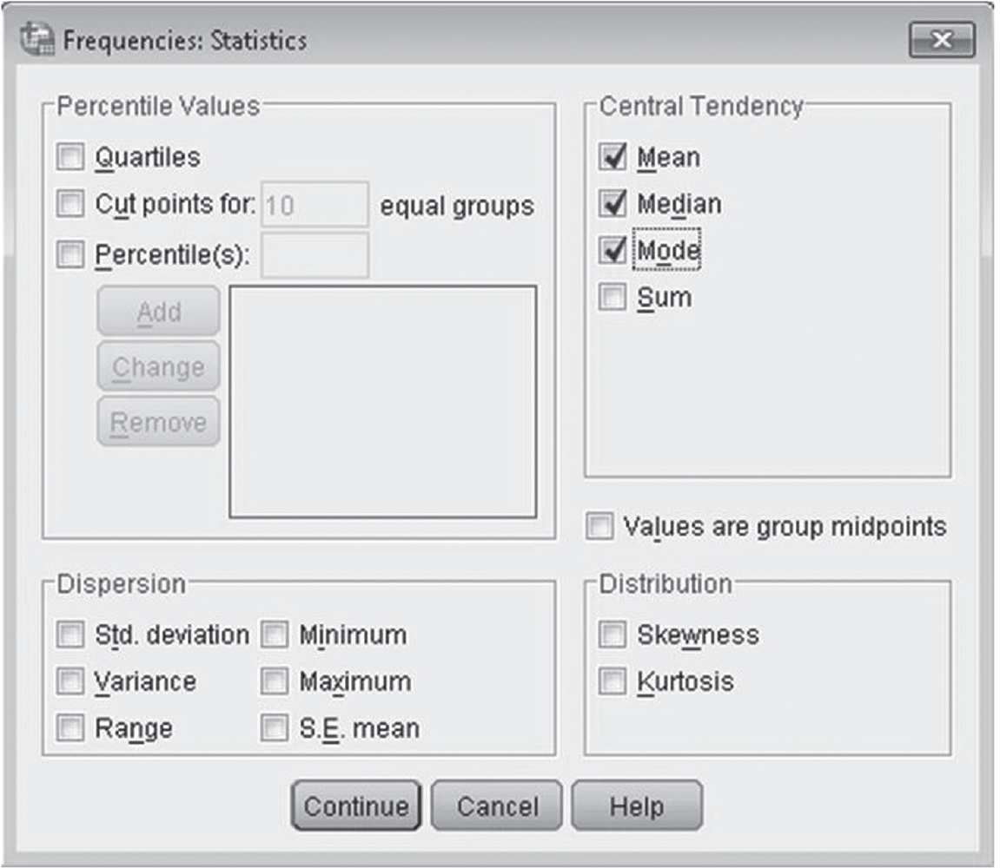 Frequencies: Statistics
Percentile Values
Quartiles
Cut points for: 10 equal groups
Percentile(s):
Add
Change
Remove
Central Tendency
Mean
Median
Mode
Sum
Values are group midpoints
Dispersion
Std. deviation Minimum
Variance Maximum
Range S.E. mean
Distribution
Skewness
Kurtosis
Continue Cancel Help